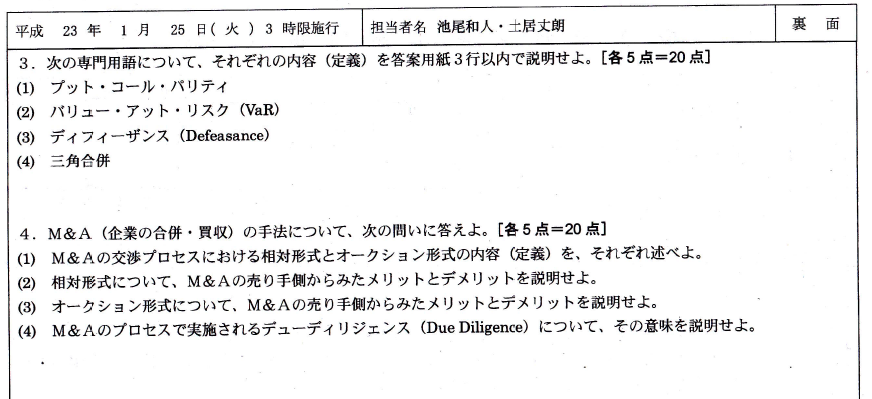 平成 23 年 1 月 25 日(火)3 時限施行 担当者名 池尾和人・土居丈朗 裏 面
3．次の専門用語について、それぞれの内容（定義）を答案用紙3行以内で説明せよ。[各5点＝20点]
(1) プット・コール・パリティ
(2) バリュー・アット・リスク（VaR）
(3) ディフィーザンス（Defeasance）
(4) 三角合併
4．M＆A（企業の合併・買収）の手法について、次の問いに答えよ。[各5点＝20点]
(1) M＆Aの交渉プロセスにおける相対形式とオークション形式の内容（定義）を、それぞれ述べよ。
(2) 相対形式について、M＆Aの売り手側からみたメリットとデメリットを説明せよ。
(3) オークション形式について、M＆Aの売り手側からみたメリットとデメリットを説明せよ。
(4) M＆Aのプロセスで実施されるデューディリジェンス（Due Diligence）について、その意味を説明せよ。